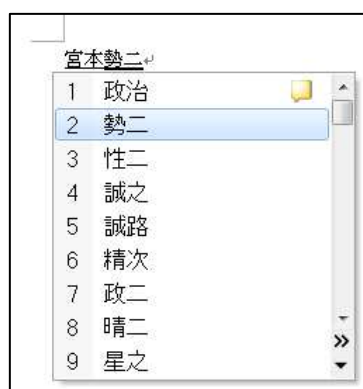 宮本勢二
1 政治
2 勢二
3 性二
4 誠之
5 誠路
6 精次
7 政二
8 晴二
9 星之